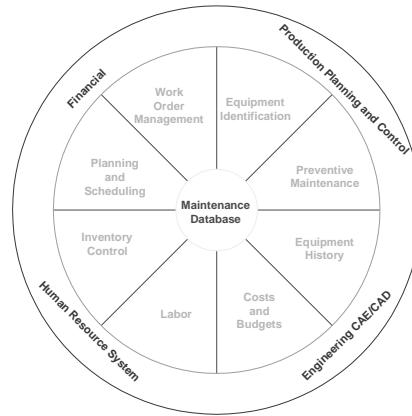 Financial
Production Planning and Control
Work
Order
Management
Equipment
Identification
Planning
and
Scheduling
Preventive
Maintenance
Maintenance
Database
Inventory
Control
Equipment
History
Labor
Costs
and
Budgets
Human Resource System
Engineering CAE/CAD